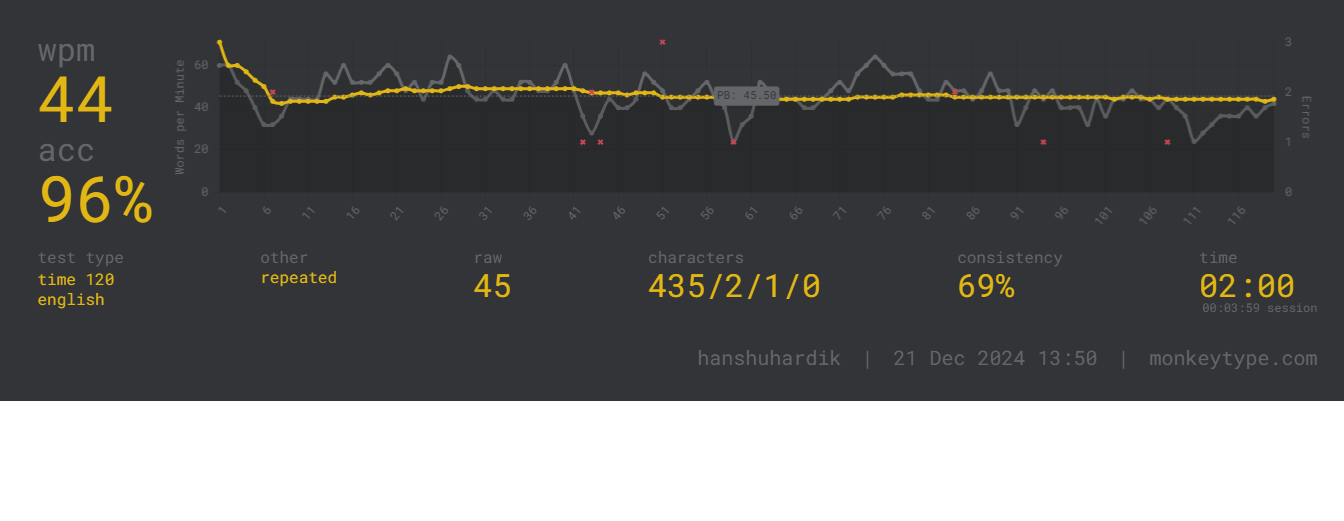 wpm
44
acc
96%
Words per Minute
60
40
20
0
PB: 45.50
3
2
1
0
Errors
1 6 11 16 21 26 31 36 41 46 51 56 61 66 71 76 81 86 91 96 101 106 111 116
test type
time 120
english
other
repeated
raw
45
characters
435/2/1/0
consistency
69%
time
02:00
00:03:59 session
hanshuhardik | 21 Dec 2024 13:50 | monkeytype.com